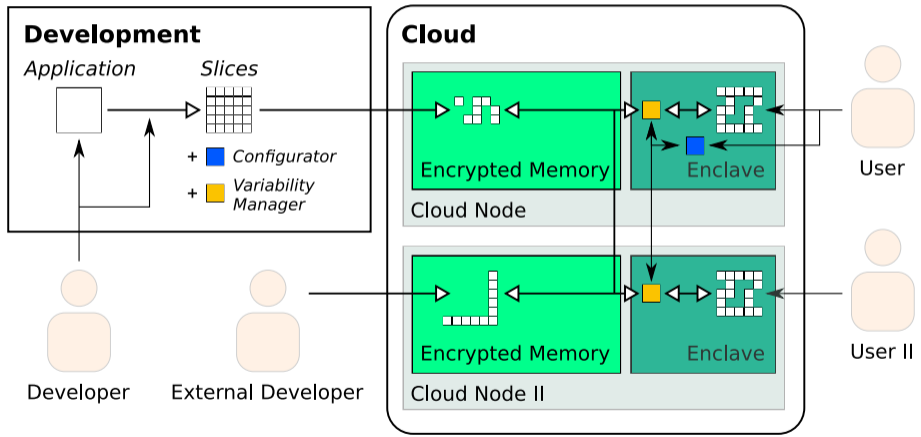 Development
Application
Slices
+ Configurator
+ Variability
Manager
Cloud
Encrypted Memory
Enclave
Cloud Node
Encrypted Memory
Enclave
Cloud Node II
User
User II
Developer
External Developer